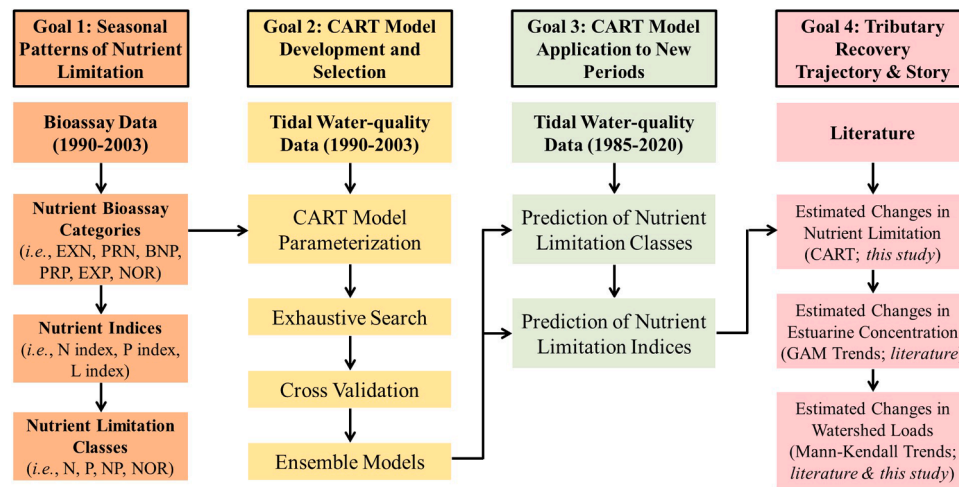 Goal 1: Seasonal
Patterns of Nutrient
Limitation
Bioassay Data
(1990-2003)
Nutrient Bioassay
Categories
(i.e., EXN, PRN, BNP,
PRP, EXP, NOR)
Nutrient Indices
(i.e., N index, P index,
L index)
Nutrient Limitation
Classes
(i.e., N, P, NP, NOR)
Goal 2: CART Model
Development and
Selection
Tidal Water-quality
Data (1990-2003)
CART Model
Parameterization
Exhaustive Search
Cross Validation
Ensemble Models
Goal 3: CART Model
Application to New
Periods
Tidal Water-quality
Data (1985-2020)
Prediction of Nutrient
Limitation Classes
Prediction of Nutrient
Limitation Indices
Goal 4: Tributary
Recovery
Trajectory & Story
Literature
Estimated Changes in
Nutrient Limitation
(CART; this study)
Estimated Changes in
Estuarine Concentration
(GAM Trends; literature)
Estimated Changes in
Watershed Loads
(Mann-Kendall Trends;
literature & this study)